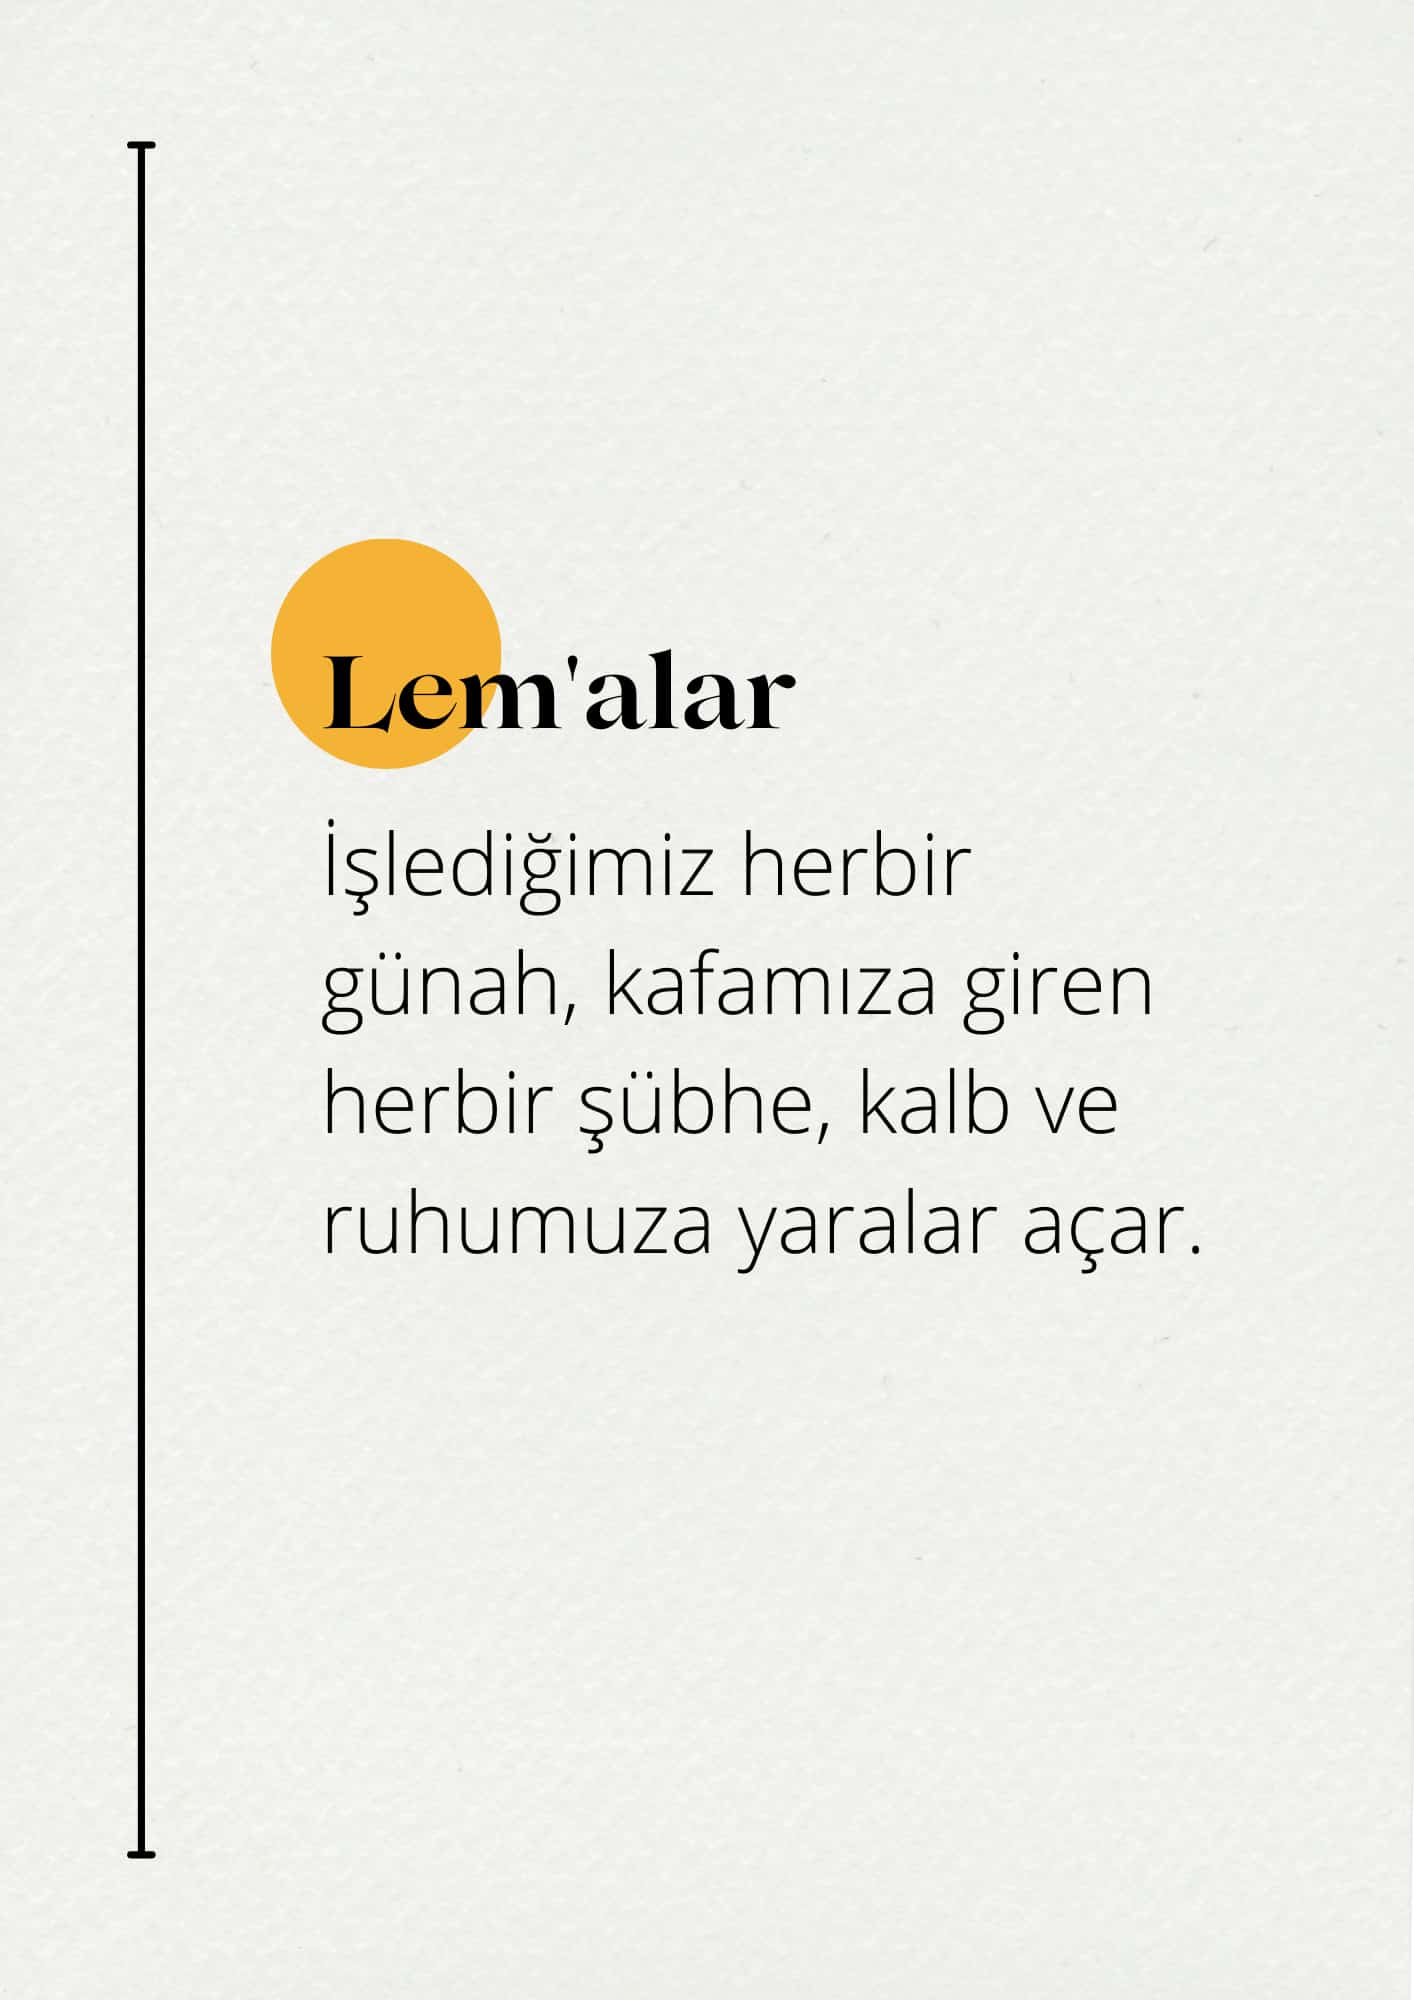 Lem'alar
İşlediğimiz herbir
günah, kafamıza giren
herbir şübhe, kalb ve
ruhumuza yaralar açar.